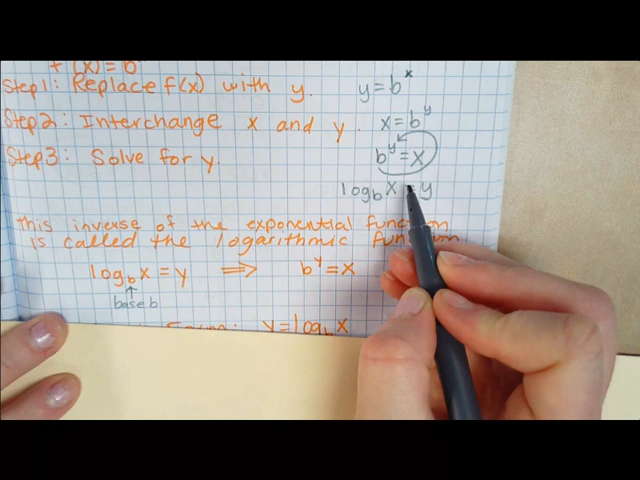 f(x) = b
Step1: Replace f(x) with y. y=b^x
Step2: Interchange x and y. x=b^y
Step3: Solve for y. b^y=x
log_b x = y
This inverse of the exponential function
is called the logarithmic function
log_b x = y ⟹ b^y=x
base b
Form: y=log_b x